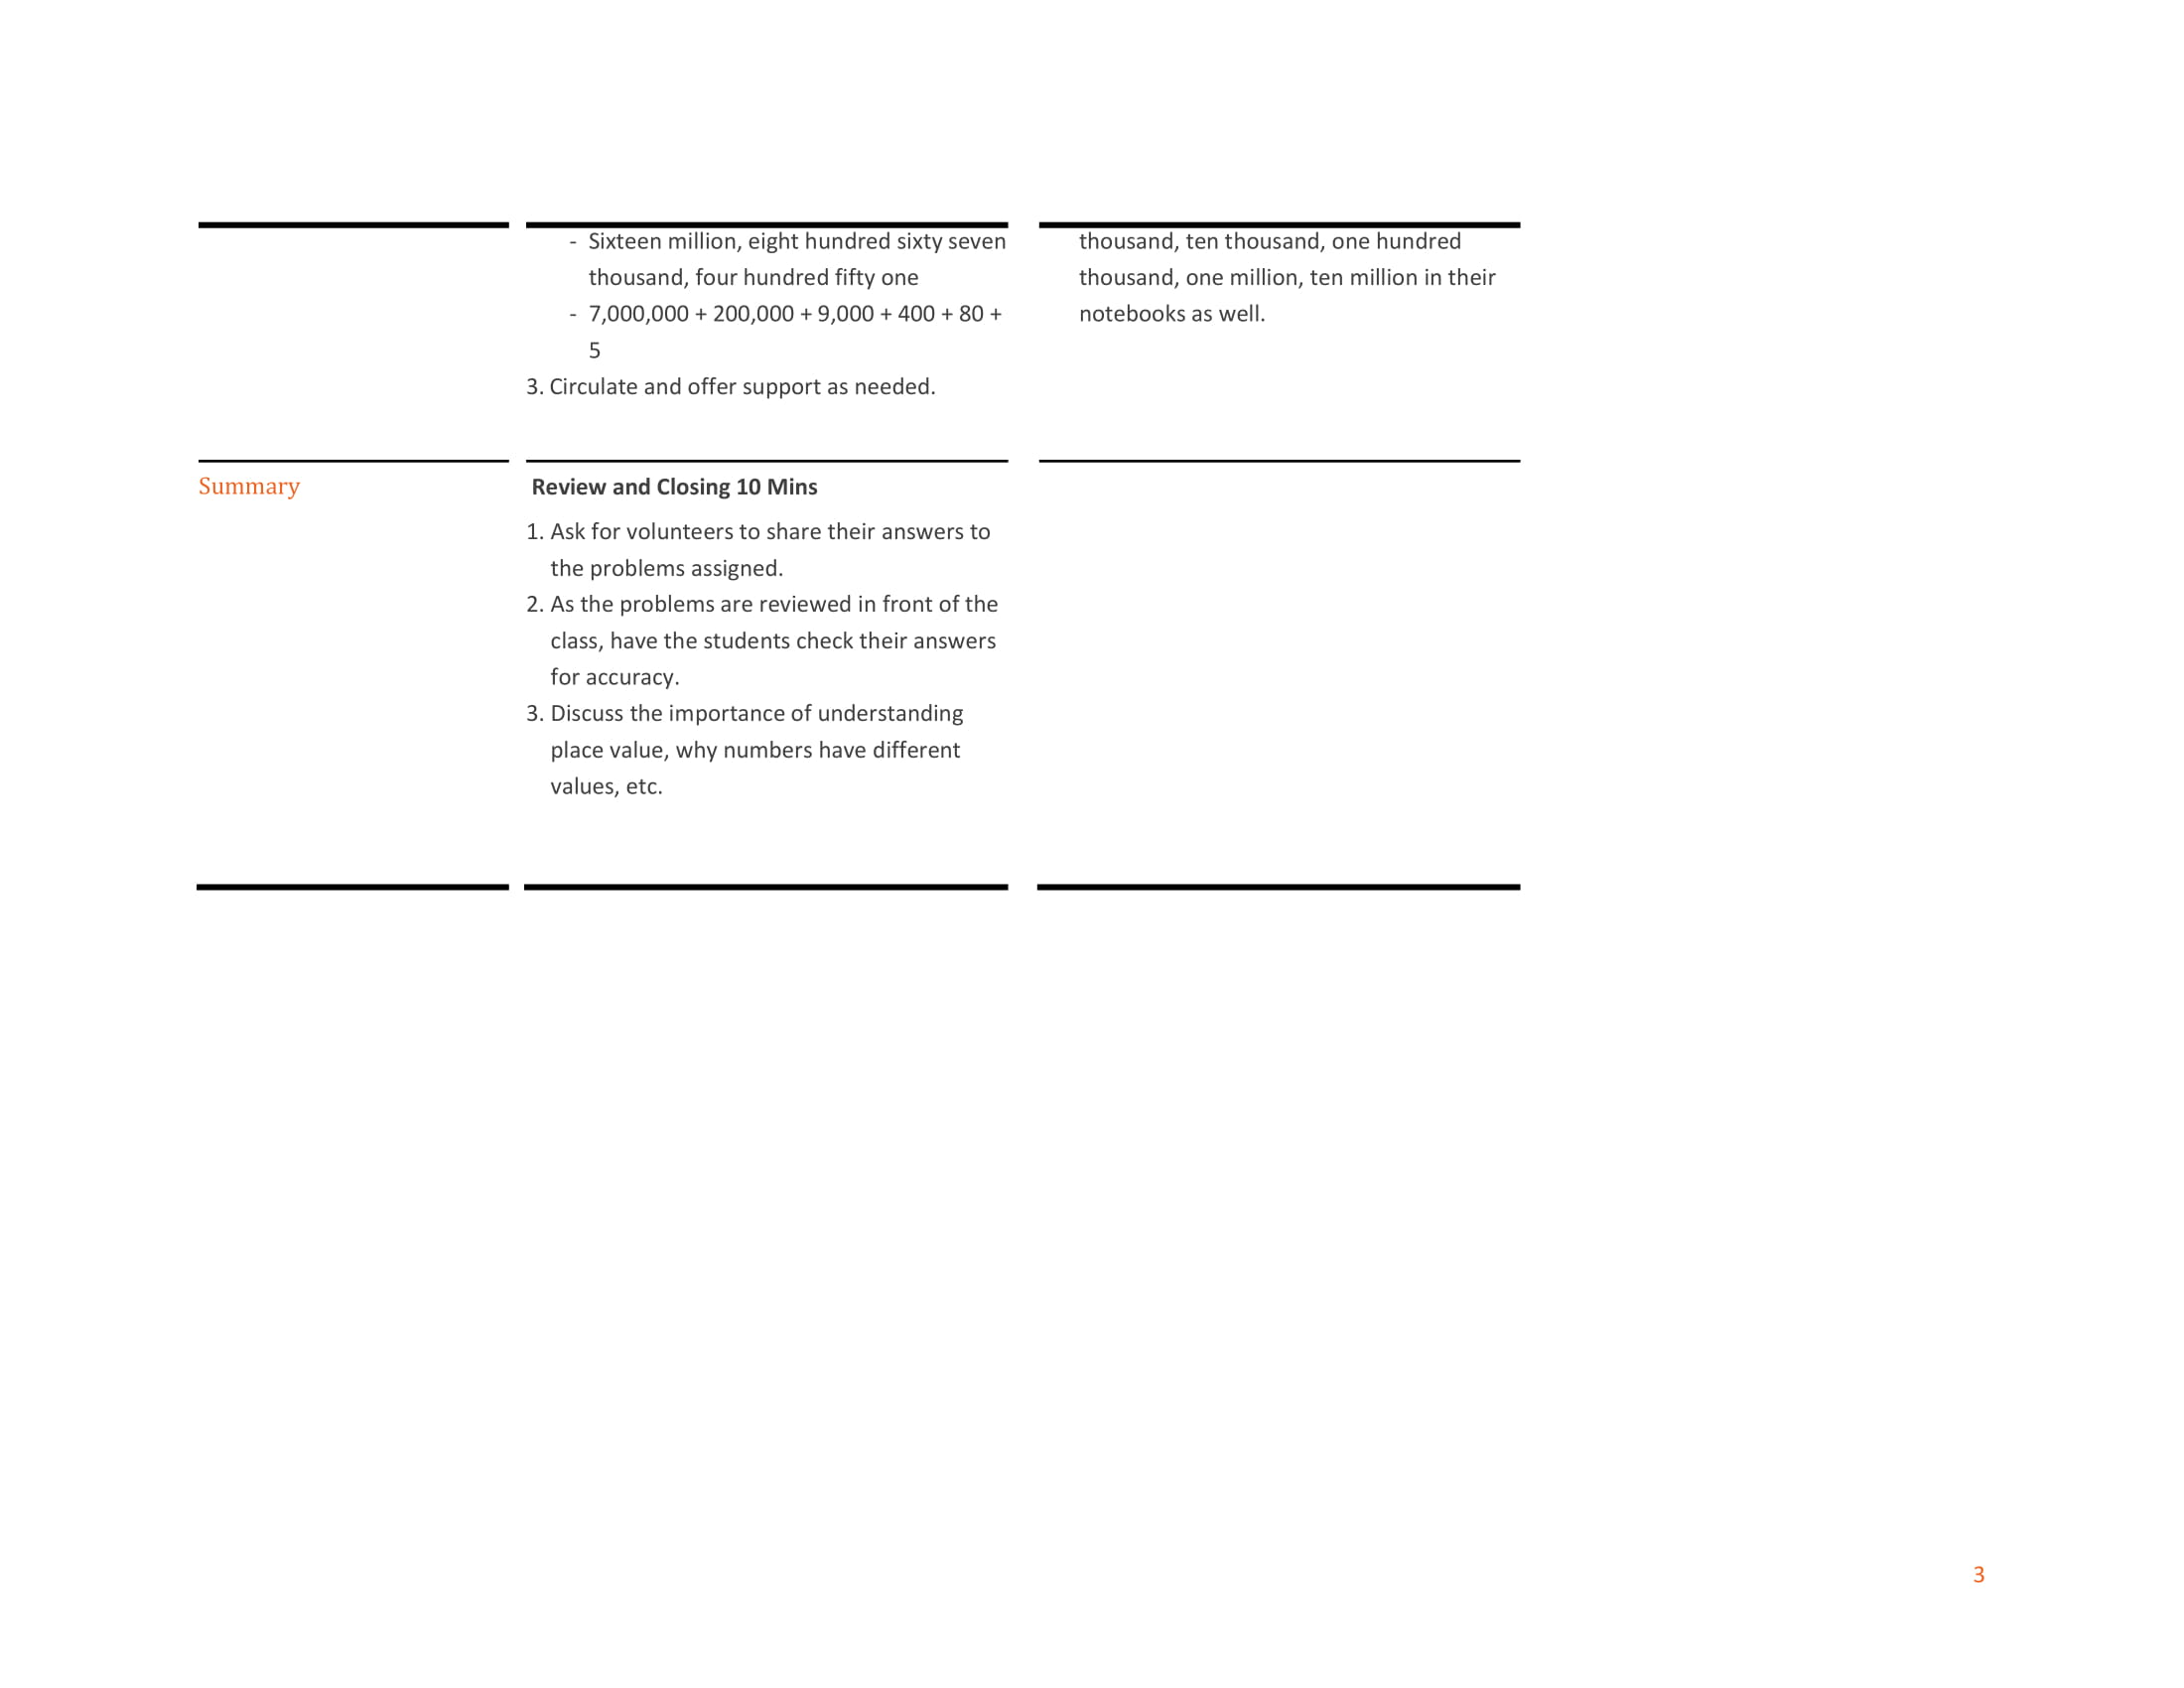 - Sixteen million, eight hundred sixty seven
thousand, four hundred fifty one
- 7,000,000 + 200,000 + 9,000 + 400 + 80 +
5
3. Circulate and offer support as needed.
thousand, ten thousand, one hundred
thousand, one million, ten million in their
notebooks as well.
Summary
Review and Closing 10 Mins
1. Ask for volunteers to share their answers to
the problems assigned.
2. As the problems are reviewed in front of the
class, have the students check their answers
for accuracy.
3. Discuss the importance of understanding
place value, why numbers have different
values, etc.
3